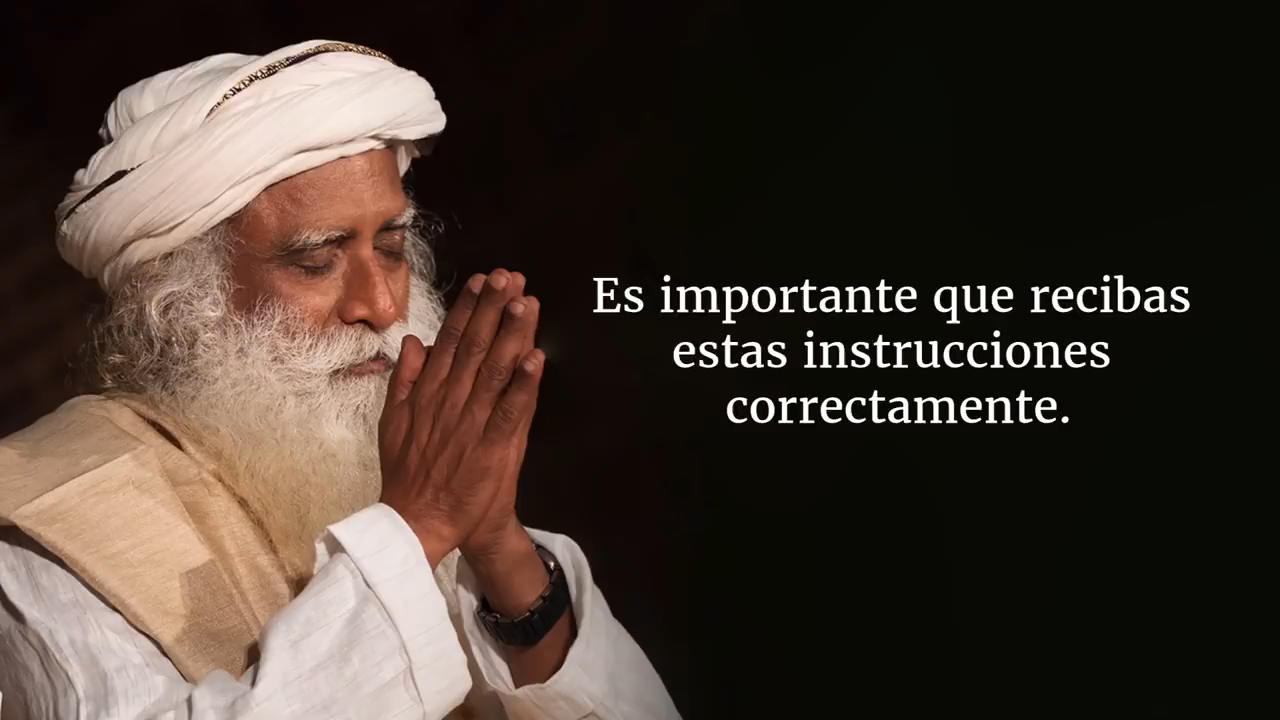 Es importante que recibas
estas instrucciones
correctamente.